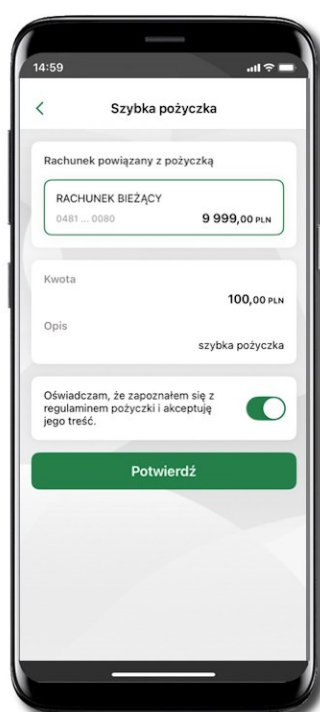 14:59
Szybka pożyczka
Rachunek powiązany z pożyczką
RACHUNEK BIEŻĄCY
0481 ... 0080 9 999,00 PLN
Kwota
100,00 PLN
Opis
szybka pożyczka
Oświadczam, że zapoznałem się z
regulaminem pożyczki i akceptuję
jego treść.
Potwierdź